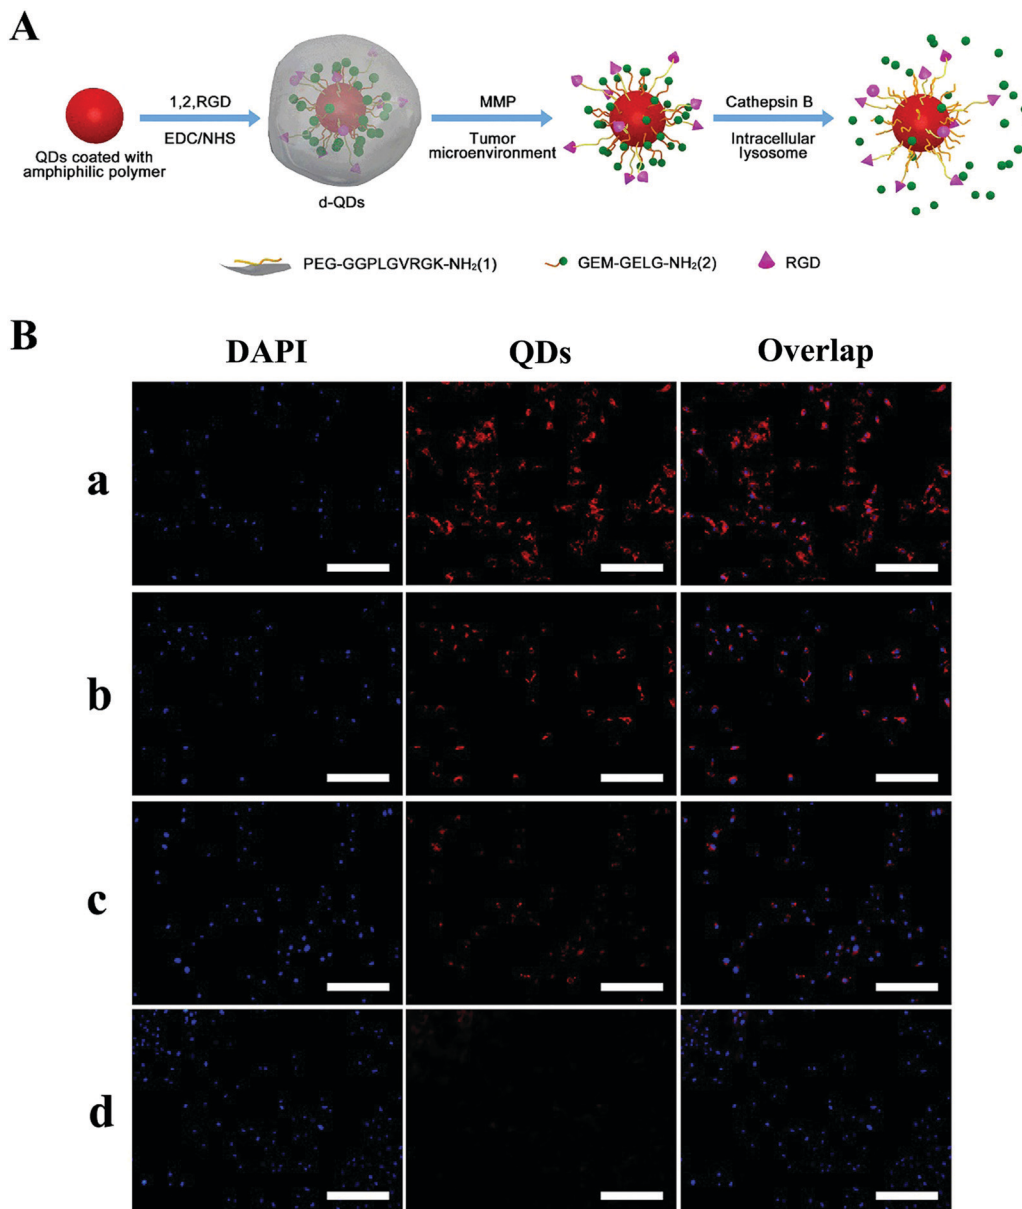 A
1,2,RGD
EDC/NHS
QDs coated with
amphiphilic polymer
d-QDs
MMP
Tumor
microenvironment
Cathepsin B
Intracellular
lysosome
PEG-GGPLGVRGK-NH₂(1)
GEM-GELG-NH₂(2)
RGD
B
DAPI QDs Overlap
a
b
c
d